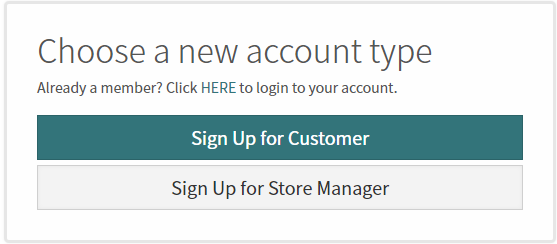 Choose a new account type
Already a member? Click HERE to login to your account.
Sign Up for Customer
Sign Up for Store Manager